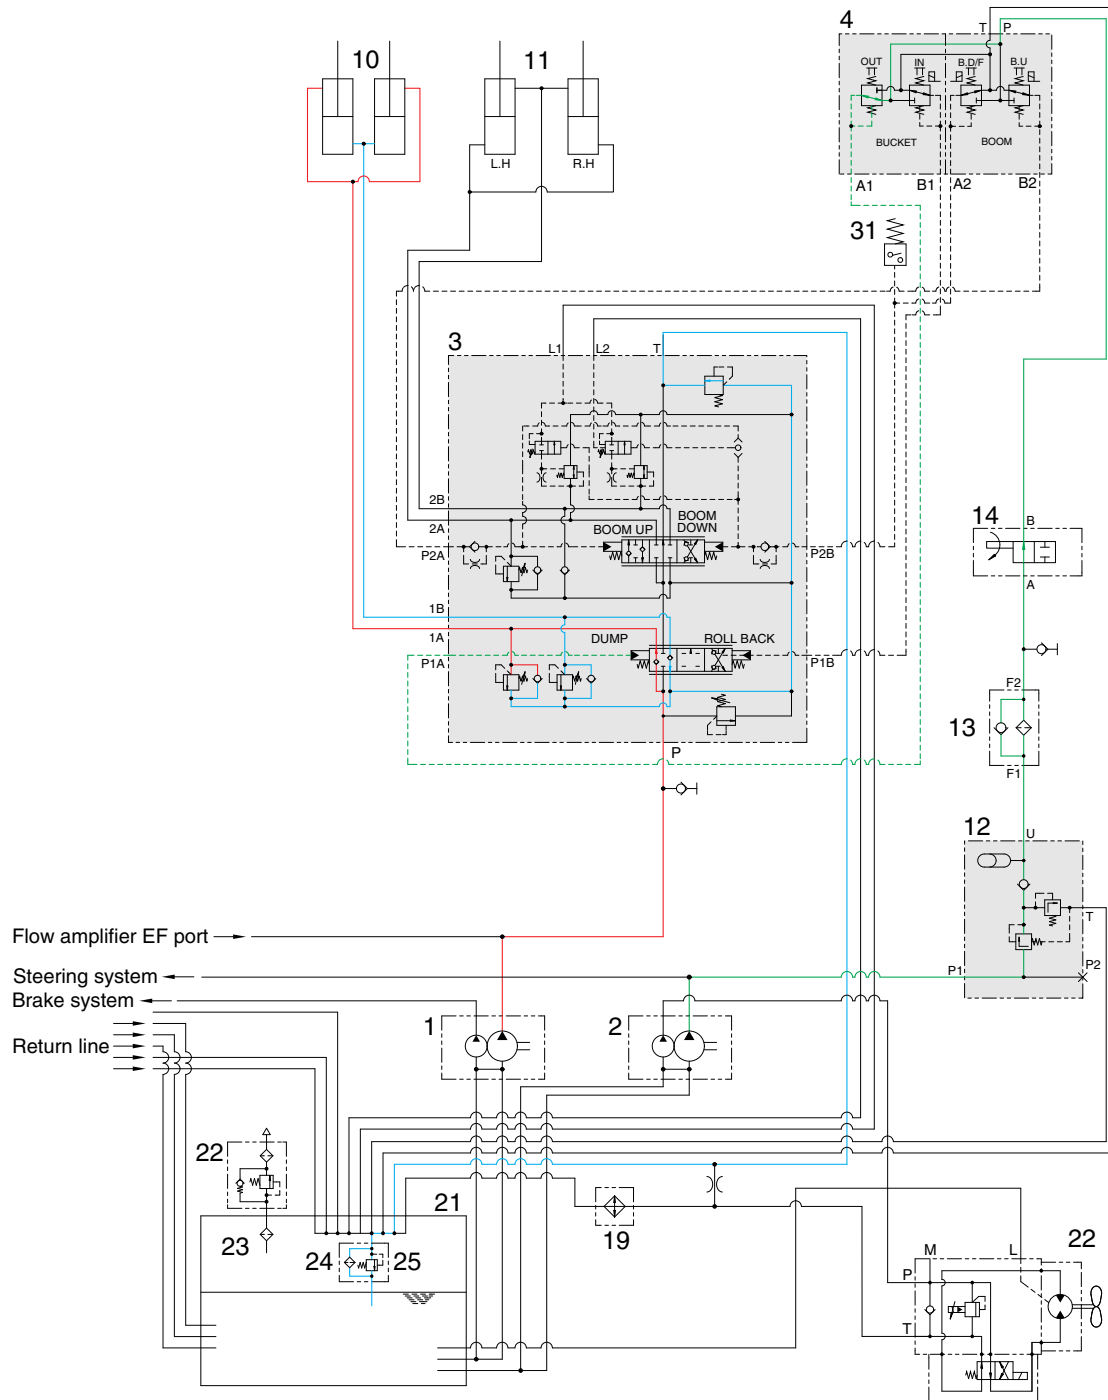 4
T P
10
11
OUT
IN
B.D/F
B.U
BUCKET
BOOM
L.H
R.H
A1
B1
A2
B2
31
3
L1
L2
T
2B
2A
P2A
BOOM UP
BOOM
DOWN
P2B
14
B
A
1B
1A
P1A
DUMP
ROLL BACK
P1B
P
F2
13
F1
12
U
T
Flow amplifier EF port
Steering system
P1
P2
Brake system
1
2
Return line
22
21
23
24
25
19
M
L
22
P
T